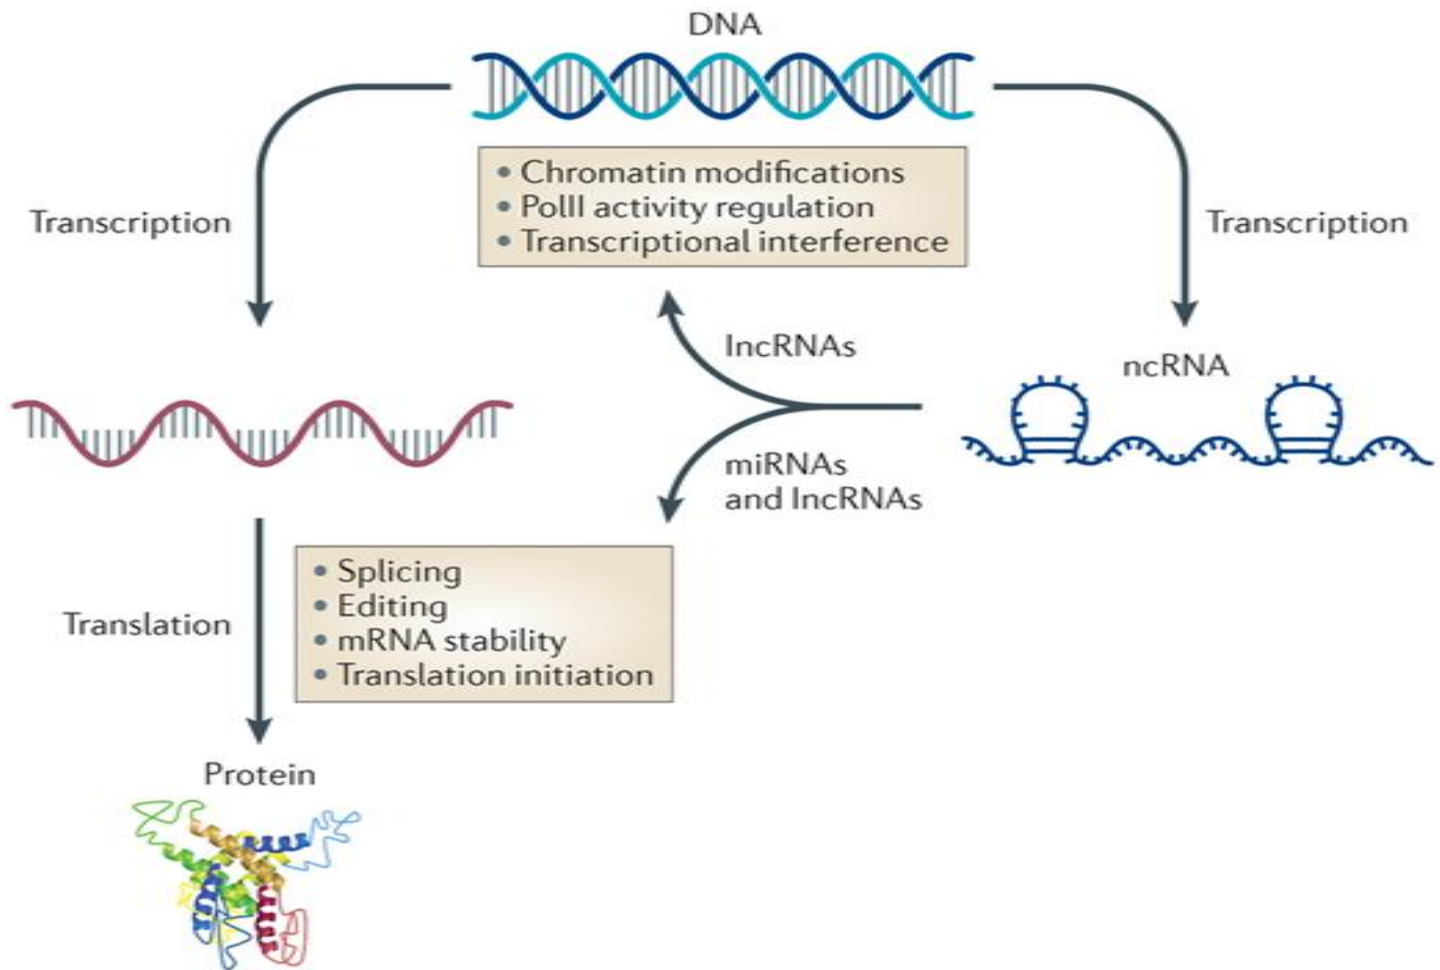 DNA
• Chromatin modifications
• PolII activity regulation
• Transcriptional interference
Transcription
Transcription
lncRNAs
ncRNA
miRNAs
and lncRNAs
• Splicing
• Editing
• mRNA stability
• Translation initiation
Translation
Protein